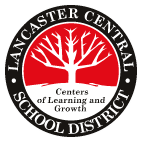 · LANCASTER CENTRAL ·
SCHOOL DISTRICT
Centers
of Learning and
Growth